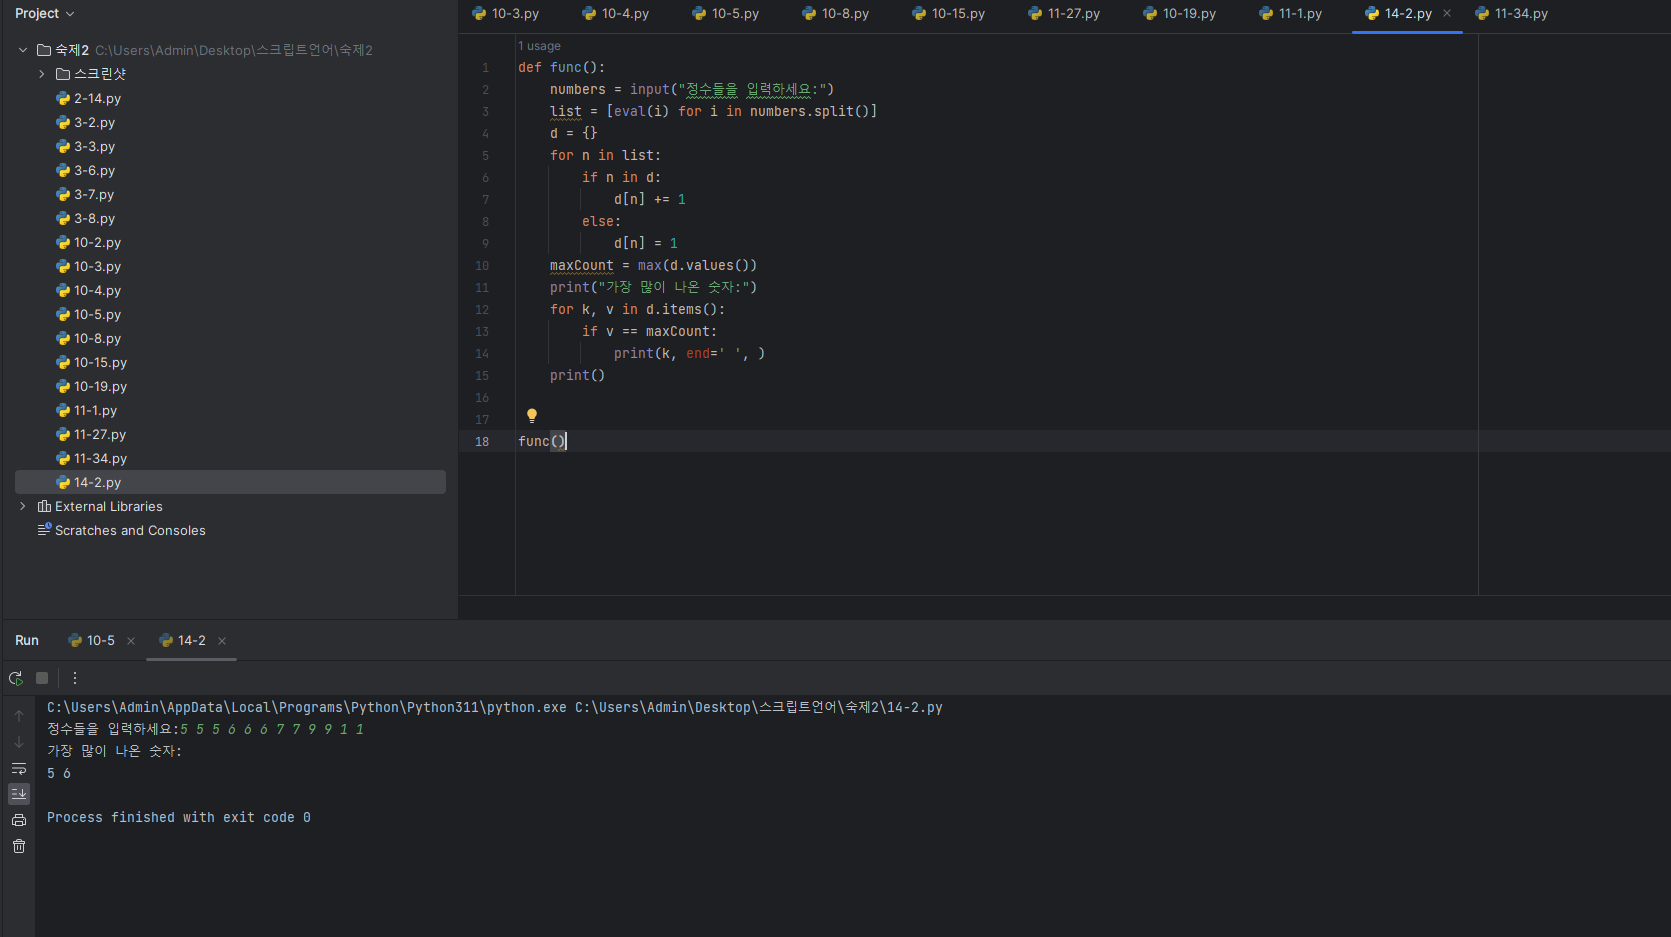 Project
숙제2 C:\Users\Admin\Desktop\스크립트언어\숙제2
스크린샷
2-14.py
3-2.py
3-3.py
3-6.py
3-7.py
3-8.py
10-2.py
10-3.py
10-4.py
10-5.py
10-8.py
10-15.py
10-19.py
11-1.py
11-27.py
11-34.py
14-2.py
External Libraries
Scratches and Consoles
10-3.py 10-4.py 10-5.py 10-8.py 10-15.py 11-27.py 10-19.py 11-1.py 14-2.py 11-34.py
1 usage
1 def func():
2 numbers = input("정수들을 입력하세요:")
3 list = [eval(i) for i in numbers.split()]
4 d = {}
5 for n in list:
6 if n in d:
7 d[n] += 1
8 else:
9 d[n] = 1
10 maxCount = max(d.values())
11 print("가장 많이 나온 숫자:")
12 for k, v in d.items():
13 if v == maxCount:
14 print(k, end=' ', )
15 print()
16
17
18 func()
Run 10-5 14-2
C:\Users\Admin\AppData\Local\Programs\Python\Python311\python.exe C:\Users\Admin\Desktop\스크립트언어\숙제2\14-2.py
정수들을 입력하세요:5 5 5 6 6 6 7 7 9 9 1 1
가장 많이 나온 숫자:
5 6
Process finished with exit code 0